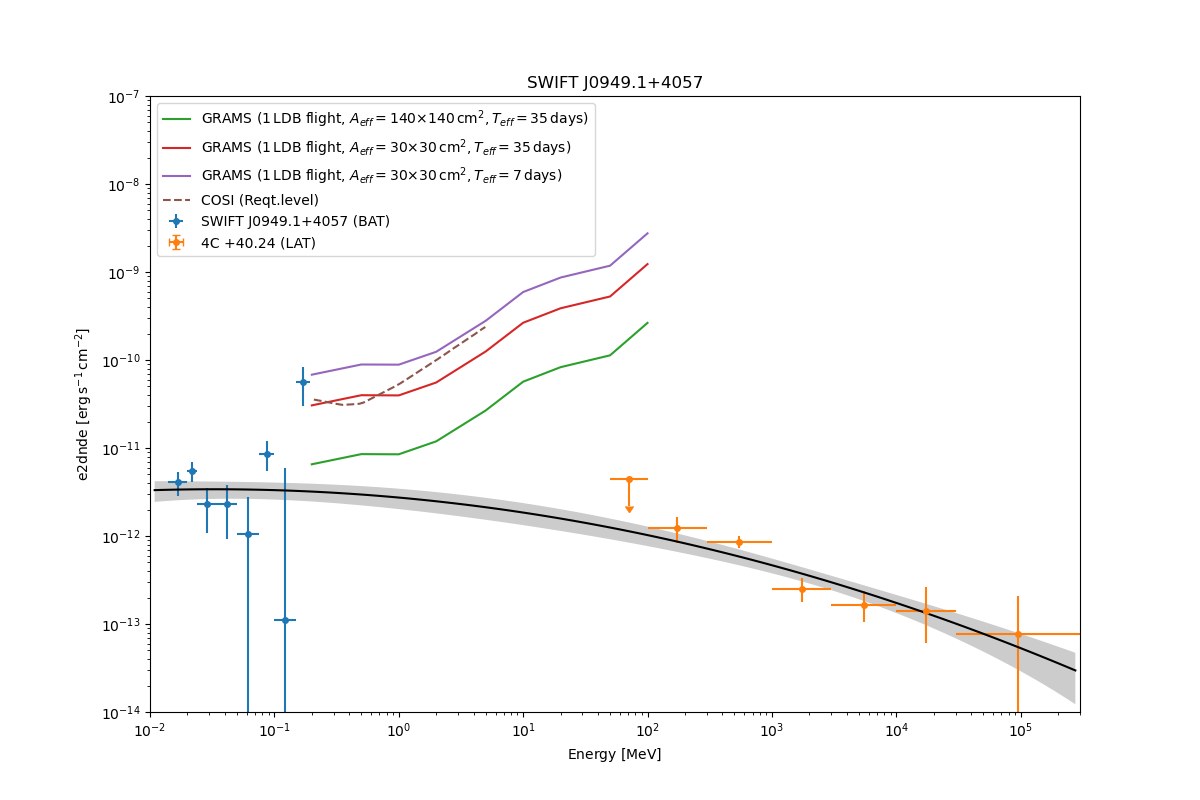 SWIFT J0949.1+4057
10⁻⁷
10⁻⁸
10⁻⁹
10⁻¹⁰
10⁻¹¹
10⁻¹²
10⁻¹³
10⁻¹⁴
e2dnde [erg s⁻¹ cm⁻²]
GRAMS (1 LDB flight, A_eff = 140×140 cm², T_eff = 35 days)
GRAMS (1 LDB flight, A_eff = 30×30 cm², T_eff = 35 days)
GRAMS (1 LDB flight, A_eff = 30×30 cm², T_eff = 7 days)
COSI (Reqt.level)
SWIFT J0949.1+4057 (BAT)
4C +40.24 (LAT)
10⁻² 10⁻¹ 10⁰ 10¹ 10² 10³ 10⁴ 10⁵
Energy [MeV]